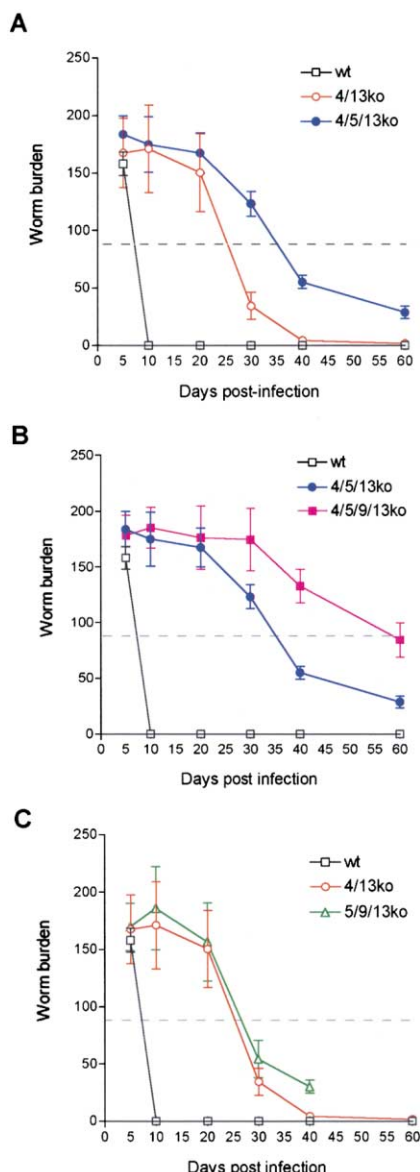 A
wt
4/13ko
4/5/13ko
250
200
150
100
50
0
Worm burden
0 5 10 15 20 25 30 35 40 45 50 55 60
Days post-infection
B
wt
4/5/13ko
4/5/9/13ko
250
200
150
100
50
0
Worm burden
0 5 10 15 20 25 30 35 40 45 50 55 60
Days post infection
C
wt
4/13ko
5/9/13ko
250
200
150
100
50
0
Worm burden
0 5 10 15 20 25 30 35 40 45 50 55 60
Days post infection